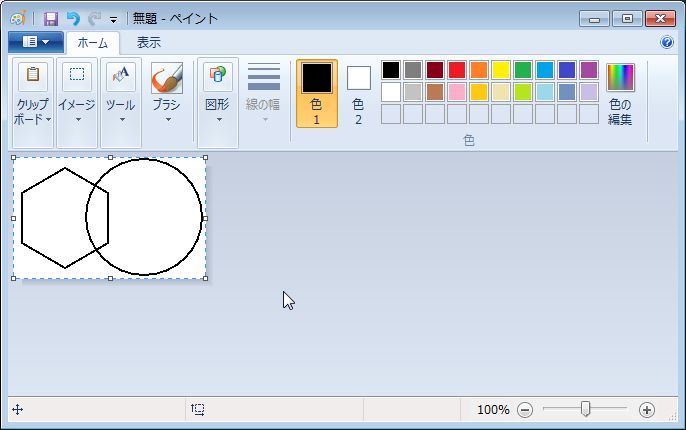 無題 - ペイント
ホーム
表示
クリップ
ボード
イメージ
ツール
ブラシ
図形
線の幅
色
1
色
2
色の
編集
色
100%